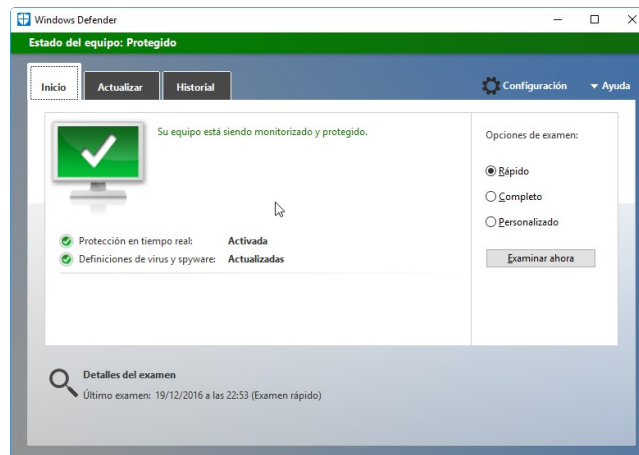 Windows Defender
Estado del equipo: Protegido
Inicio Actualizar Historial Configuración Ayuda
Su equipo está siendo monitorizado y protegido.
Opciones de examen:
Rápido
Completo
Personalizado
Examinar ahora
Protección en tiempo real: Activada
Definiciones de virus y spyware: Actualizadas
Detalles del examen
Último examen: 19/12/2016 a las 22:53 (Examen rápido)